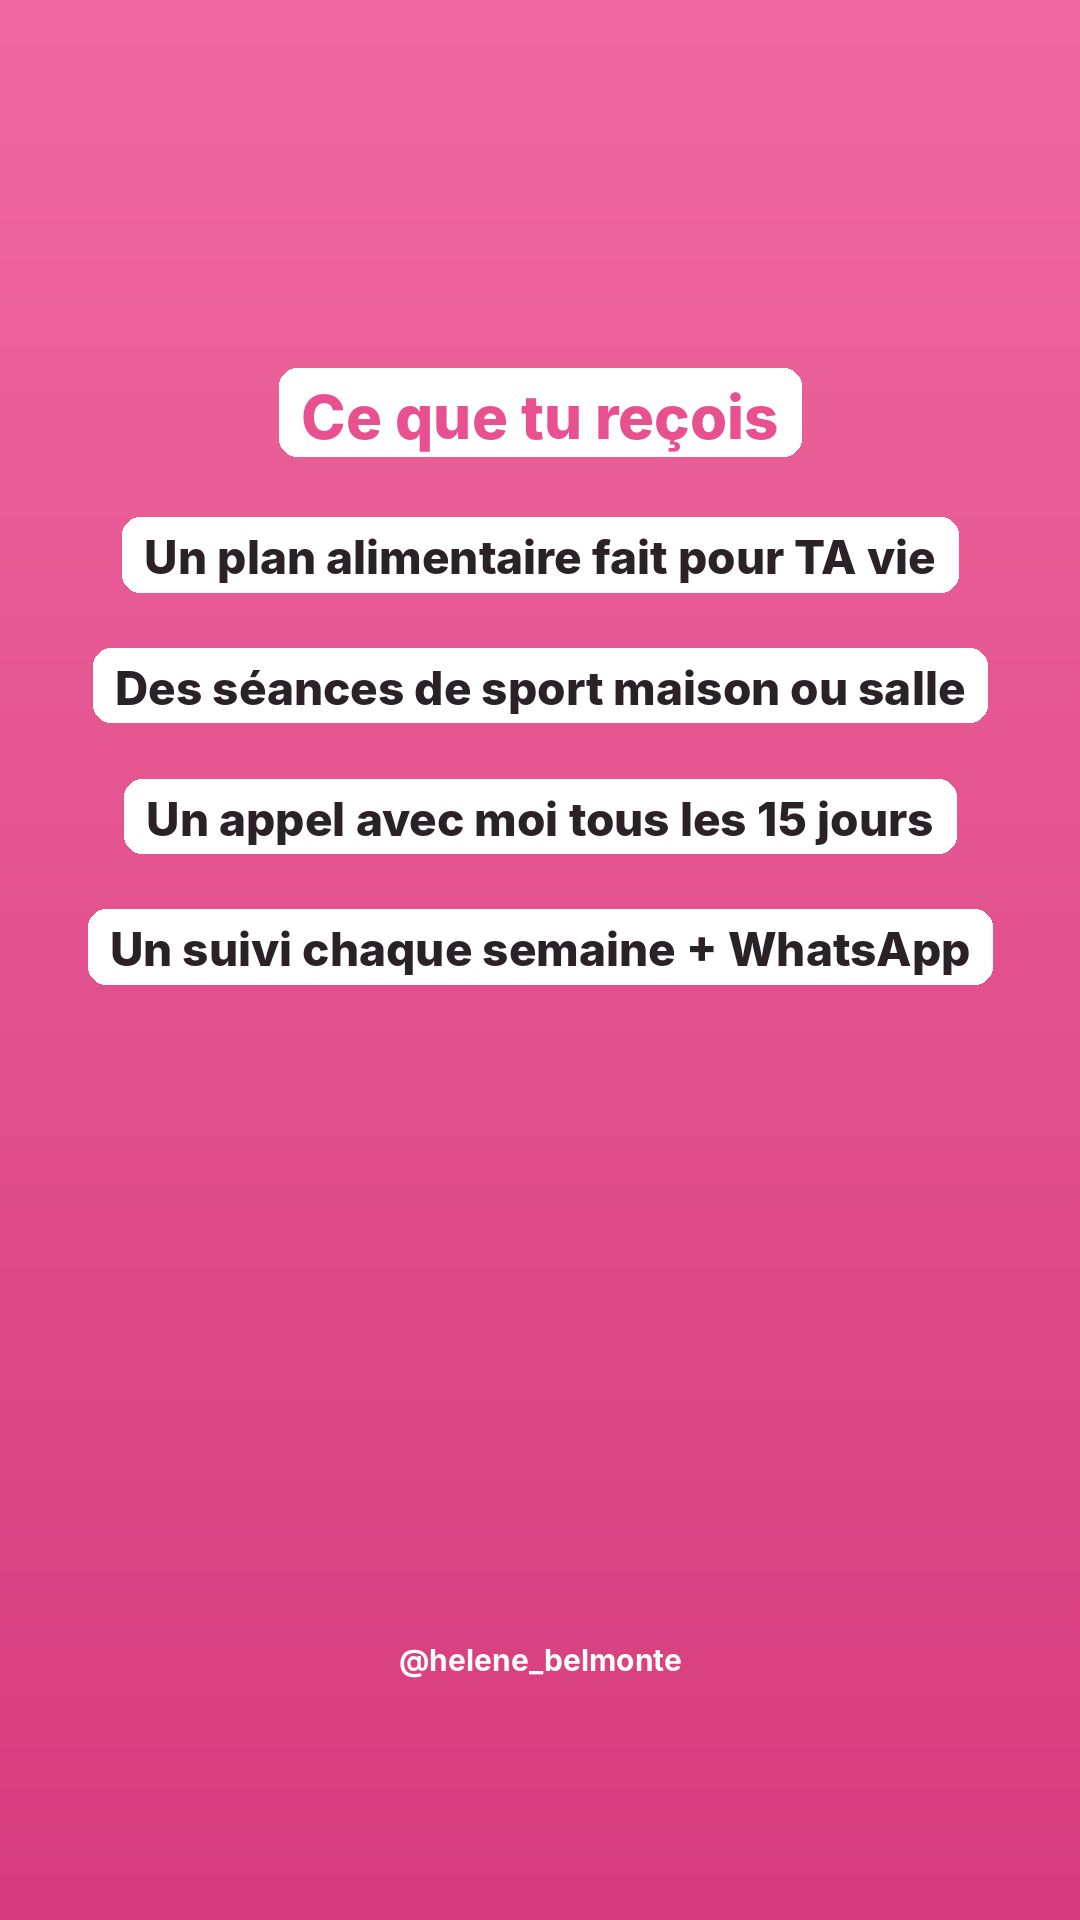 Ce que tu reçois
Un plan alimentaire fait pour TA vie
Des séances de sport maison ou salle
Un appel avec moi tous les 15 jours
Un suivi chaque semaine + WhatsApp
@helene_belmonte